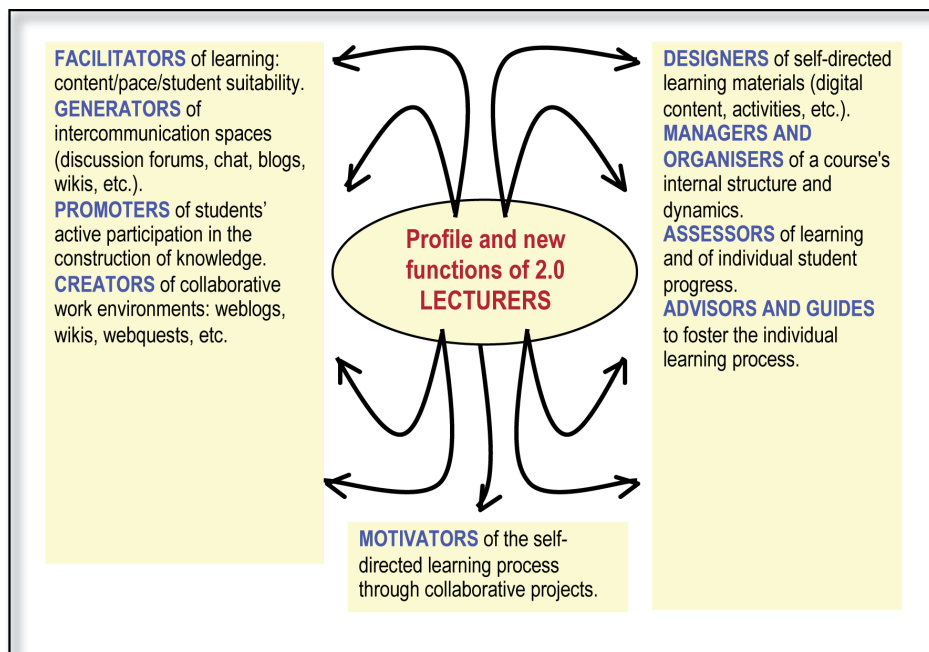 FACILITATORS of learning:
content/pace/student suitability.
GENERATORS of
intercommunication spaces
(discussion forums, chat, blogs,
wikis, etc.).
PROMOTERS of students’
active participation in the
construction of knowledge.
CREATORS of collaborative
work environments: weblogs,
wikis, webquests, etc.
Profile and new
functions of 2.0
LECTURERS
DESIGNERS of self-directed
learning materials (digital
content, activities, etc.).
MANAGERS AND
ORGANISERS of a course's
internal structure and
dynamics.
ASSESSORS of learning
and of individual student
progress.
ADVISORS AND GUIDES
to foster the individual
learning process.
MOTIVATORS of the self-
directed learning process
through collaborative projects.